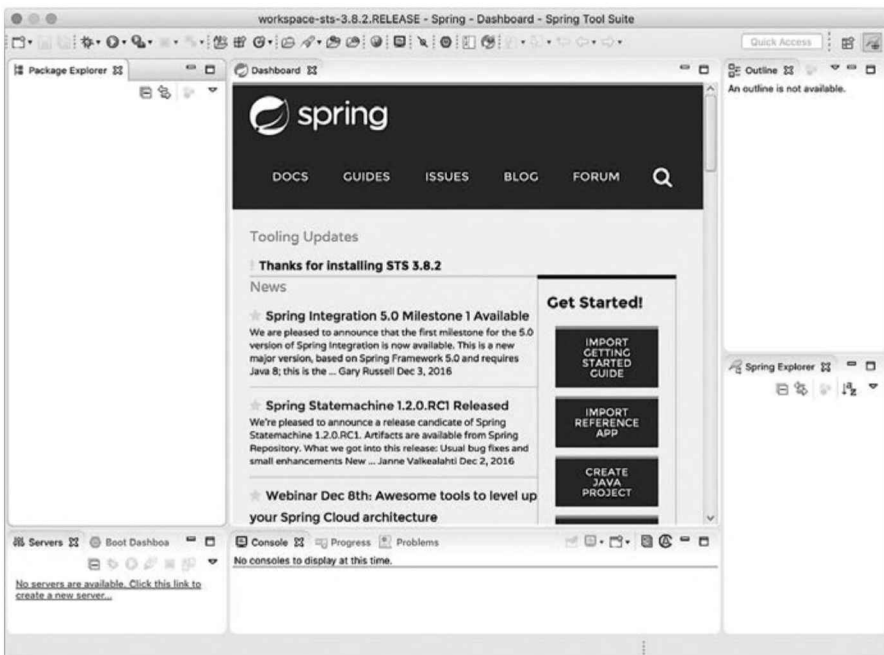 workspace-sts-3.8.2.RELEASE - Spring - Dashboard - Spring Tool Suite
Quick Access
Package Explorer
Dashboard
spring
DOCS GUIDES ISSUES BLOG FORUM
Tooling Updates
Thanks for installing STS 3.8.2
News
Spring Integration 5.0 Milestone 1 Available
We are pleased to announce that the first milestone for the 5.0
version of Spring Integration is now available. This is a new
major version, based on Spring Framework 5.0 and requires
Java 8; this is the ... Gary Russell Dec 3, 2016
Spring Statemachine 1.2.0.RC1 Released
We're pleased to announce a release candicate of Spring
Statemachine 1.2.0.RC1. Artifacts are available from Spring
Repository. What we got into this release: Usual bug fixes and
small enhancements New ... Janne Valkealahti Dec 2, 2016
Webinar Dec 8th: Awesome tools to level up
your Spring Cloud architecture
Get Started!
IMPORT
GETTING
STARTED
GUIDE
IMPORT
REFERENCE
APP
CREATE
JAVA
PROJECT
Outline
An outline is not available.
Spring Explorer
Servers Boot Dashboa
No servers are available. Click this link to
create a new server...
Console Progress Problems
No consoles to display at this time.